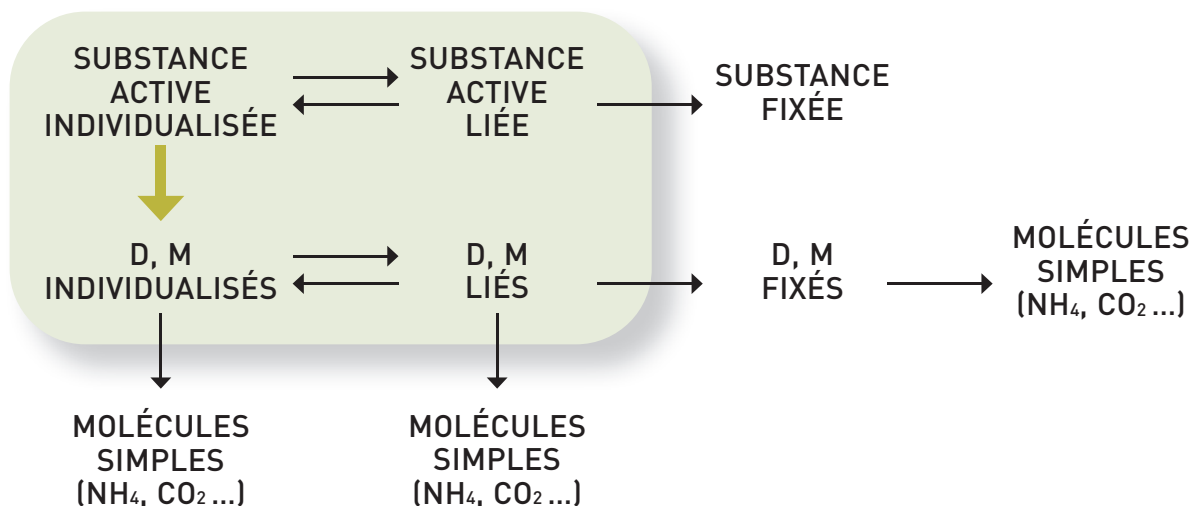 SUBSTANCE
ACTIVE
INDIVIDUALISÉE
SUBSTANCE
ACTIVE
LIÉE
SUBSTANCE
FIXÉE
D, M
INDIVIDUALISÉS
D, M
LIÉS
D, M
FIXÉS
MOLÉCULES
SIMPLES
(NH₄, CO₂ ...)
MOLÉCULES
SIMPLES
(NH₄, CO₂ ...)
MOLÉCULES
SIMPLES
(NH₄, CO₂ ...)